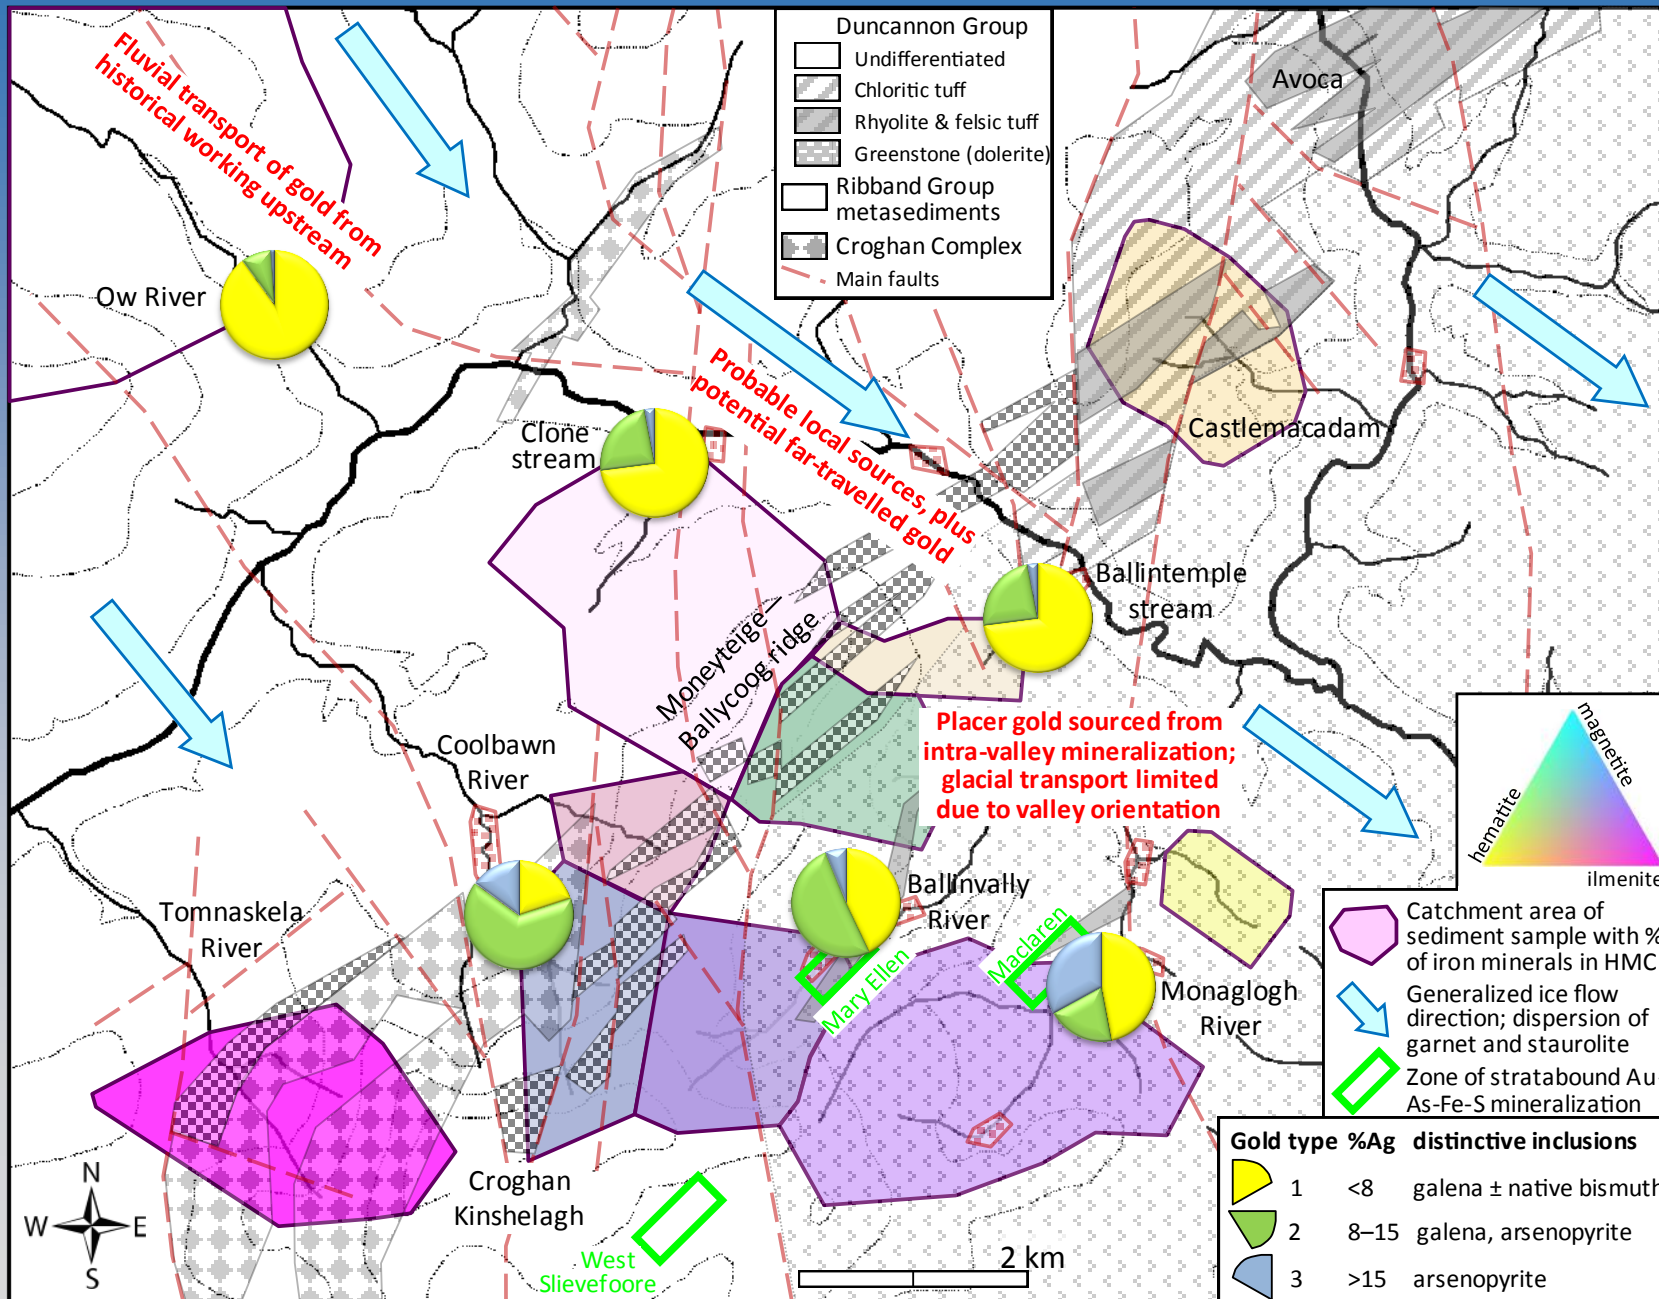 Fluvial transport of gold from
historical working upstream
Duncannon Group
Undifferentiated
Chloritic tuff
Rhyolite & felsic tuff
Greenstone (dolerite)
Ribband Group
metasediments
Croghan Complex
Main faults
Avoca
Ow River
Clone
stream
Probable local sources, plus
potential far-travelled gold
Castlemacadam
Ballintemple
stream
Moneyteige
Ballycoog ridge
Placer gold sourced from
intra-valley mineralization;
glacial transport limited
due to valley orientation
Coolbawn
River
magnetite
hematite
ilmenite
Ballinvally
River
Tomnaskela
River
Mary Ellen
Maclaren
Monaglogh
River
Catchment area of
sediment sample with %
of iron minerals in HMC
Generalized ice flow
direction; dispersion of
garnet and staurolite
Zone of stratabound Au-
As-Fe-S mineralization
Croghan
Kinshelagh
West
Slievefoore
N
W E
S
2 km
Gold type %Ag distinctive inclusions
1 <8 galena ± native bismuth
2 8–15 galena, arsenopyrite
3 >15 arsenopyrite